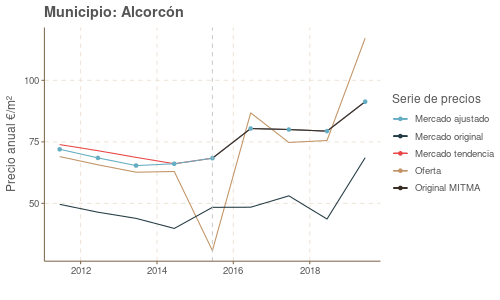 Municipio: Alcorcón
Precio anual €/m²
100
75
50
2012
2014
2016
2018
Serie de precios
Mercado ajustado
Mercado original
Mercado tendencia
Oferta
Original MITMA